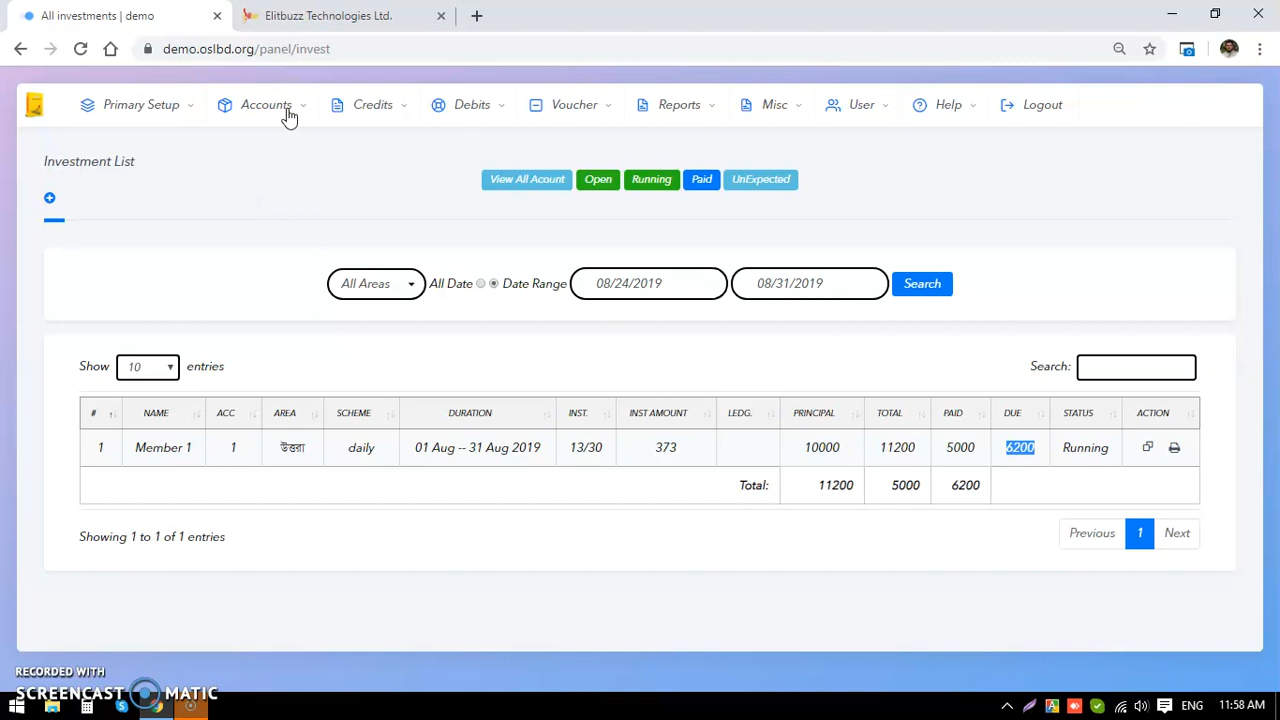 All investments | demo
Elitbuzz Technologies Ltd.
demo.oslbd.org/panel/invest
Primary Setup Accounts Credits Debits Voucher Reports Misc User Help Logout
Investment List
View All Acount Open Running Paid UnExpected
All Areas All Date Date Range 08/24/2019 08/31/2019 Search
Show 10 entries Search:
# NAME ACC AREA SCHEME DURATION INST. INST AMOUNT LEDG. PRINCIPAL TOTAL PAID DUE STATUS ACTION
1 Member 1 1 উত্তরা daily 01 Aug -- 31 Aug 2019 13/30 373 10000 11200 5000 6200 Running
Total: 11200 5000 6200
Showing 1 to 1 of 1 entries Previous 1 Next
RECORDED WITH
SCREENCAST MATIC
ENG 11:58 AM